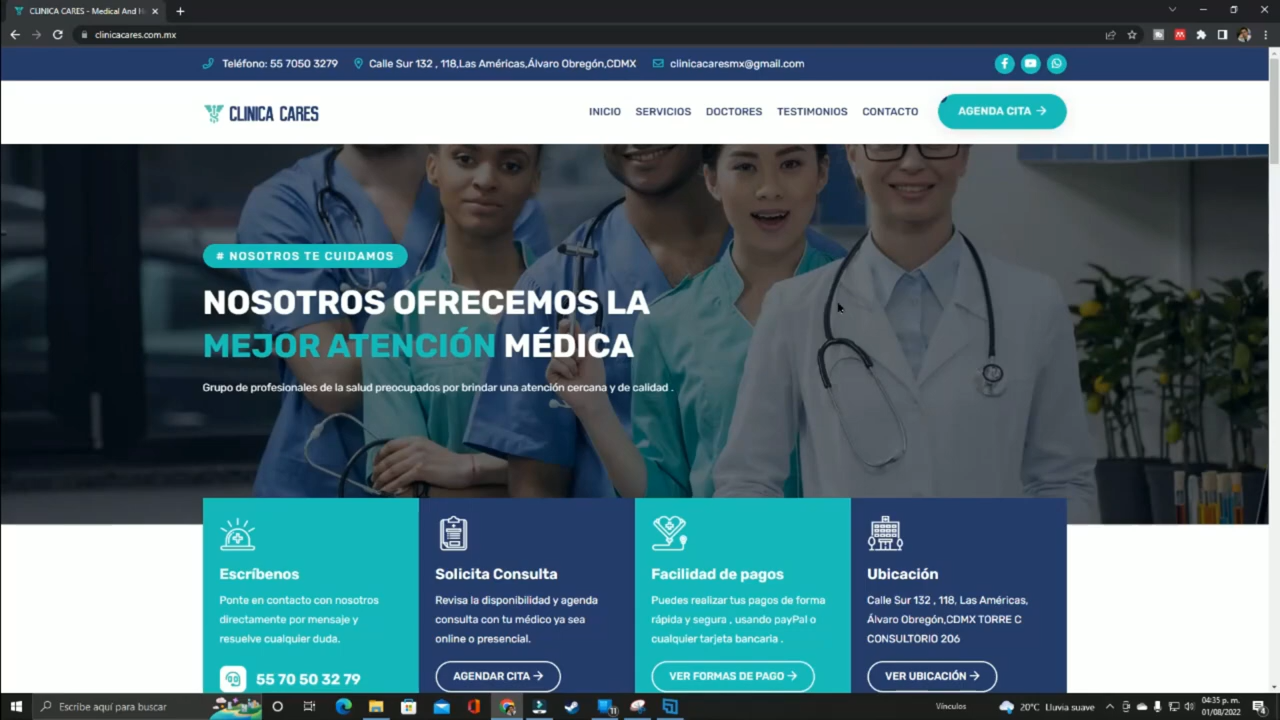 CLINICA CARES - Medical And H
clinicacares.com.mx
Teléfono: 55 7050 3279
Calle Sur 132 , 118,Las Américas,Álvaro Obregón,CDMX
clinicacaresmx@gmail.com
CLINICA CARES
INICIO
SERVICIOS
DOCTORES
TESTIMONIOS
CONTACTO
AGENDA CITA →
# NOSOTROS TE CUIDAMOS
NOSOTROS OFRECEMOS LA
MEJOR ATENCIÓN MÉDICA
Grupo de profesionales de la salud preocupados por brindar una atención cercana y de calidad .
Escríbenos
Ponte en contacto con nosotros
directamente por mensaje y
resuelve cualquier duda.
55 70 50 32 79
Solicita Consulta
Revisa la disponibilidad y agenda
consulta con tu médico ya sea
online o presencial.
AGENDAR CITA →
Facilidad de pagos
Puedes realizar tus pagos de forma
rápida y segura , usando payPal o
cualquier tarjeta bancaria .
VER FORMAS DE PAGO →
Ubicación
Calle Sur 132 , 118, Las Américas,
Álvaro Obregón,CDMX TORRE C
CONSULTORIO 206
VER UBICACIÓN →
Escribe aquí para buscar
Vínculos
20°C Lluvia suave
04:35 p. m.
01/08/2022